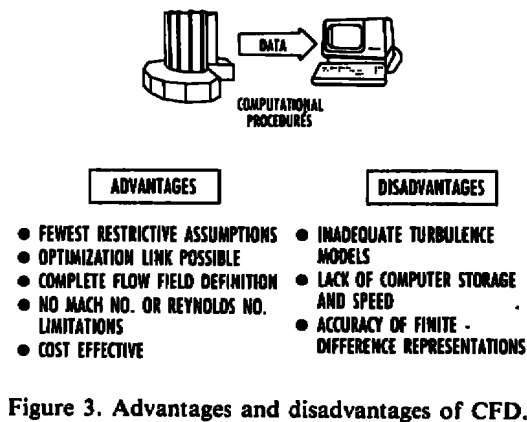 DATA
COMPUTATIONAL
PROCEDURES
ADVANTAGES
● FEWEST RESTRICTIVE ASSUMPTIONS
● OPTIMIZATION LINK POSSIBLE
● COMPLETE FLOW FIELD DEFINITION
● NO MACH NO. OR REYNOLDS NO.
LIMITATIONS
● COST EFFECTIVE
DISADVANTAGES
● INADEQUATE TURBULENCE
MODELS
● LACK OF COMPUTER STORAGE
AND SPEED
● ACCURACY OF FINITE -
DIFFERENCE REPRESENTATIONS
Figure 3. Advantages and disadvantages of CFD.